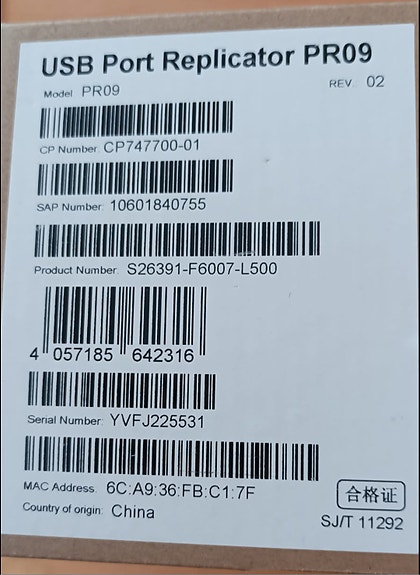 USB Port Replicator PR09
Model PR09
REV 02
CP Number: CP747700-01
SAP Number: 10601840755
Product Number: S26391-F6007-L500
4 057185 642316
Serial Number: YVFJ225531
MAC Address: 6C:A9:36:FB:C1:7F
合格证
Country of origin: China
SJ/T 11292